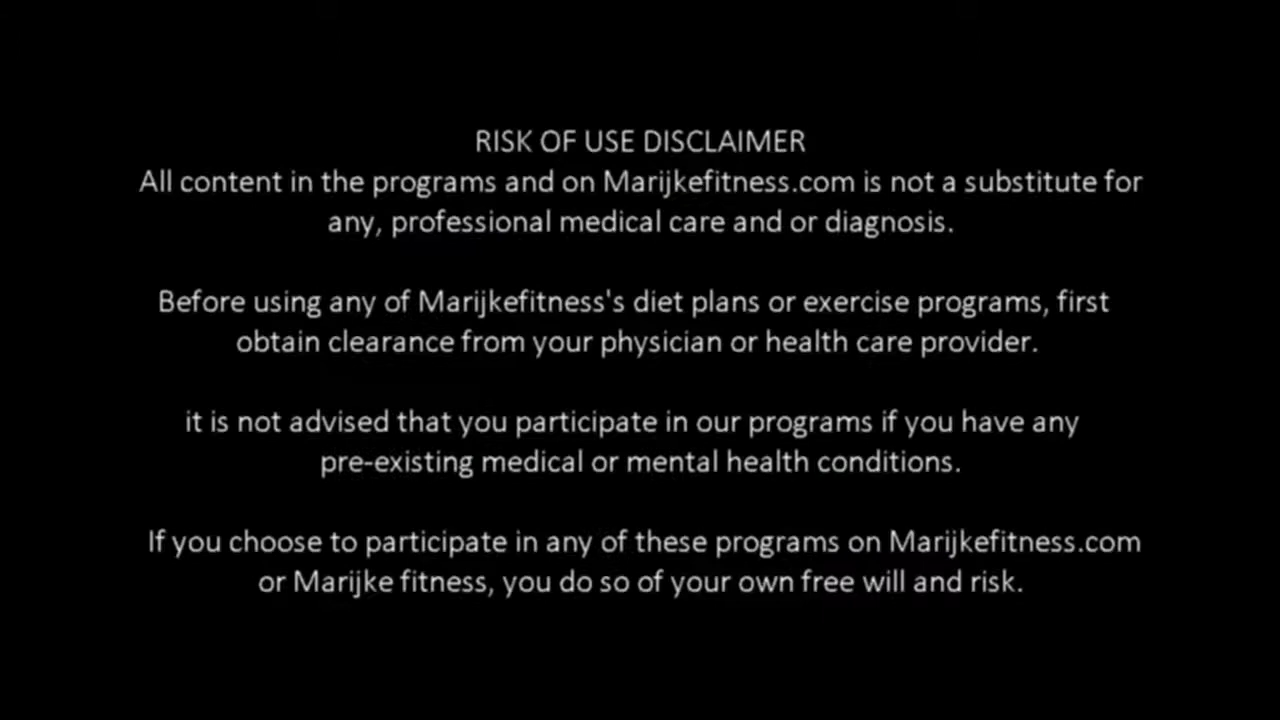 RISK OF USE DISCLAIMER
All content in the programs and on Marijkefitness.com is not a substitute for
any, professional medical care and or diagnosis.
Before using any of Marijkefitness's diet plans or exercise programs, first
obtain clearance from your physician or health care provider.
it is not advised that you participate in our programs if you have any
pre-existing medical or mental health conditions.
If you choose to participate in any of these programs on Marijkefitness.com
or Marijke fitness, you do so of your own free will and risk.